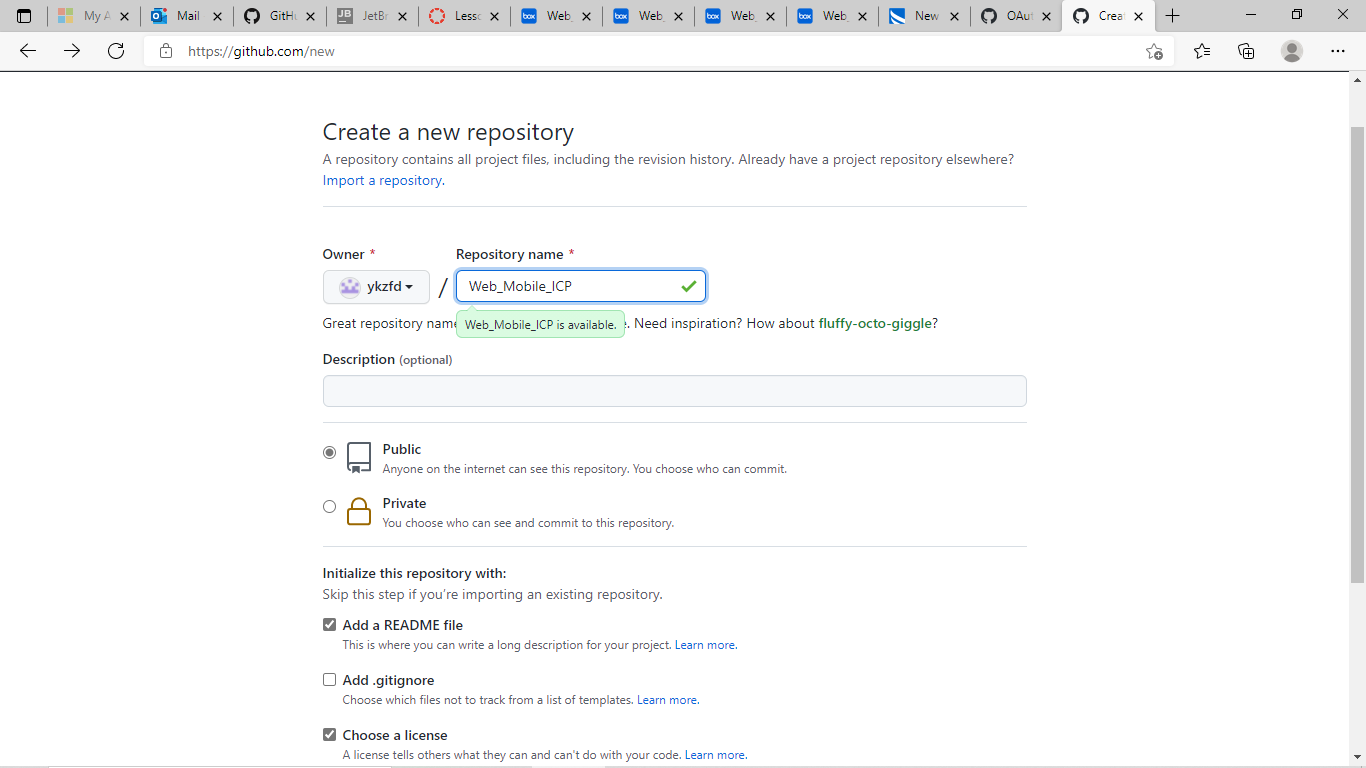 My A
Mail
GitHu
JetBr
Lesso
Web_
Web_
Web_
Web_
New
OAut
Creat
https://github.com/new
Create a new repository
A repository contains all project files, including the revision history. Already have a project repository elsewhere?
Import a repository.
Owner *
Repository name *
ykzfd
/
Web_Mobile_ICP
Great repository name
Web_Mobile_ICP is available.
. Need inspiration? How about fluffy-octo-giggle?
Description (optional)
Public
Anyone on the internet can see this repository. You choose who can commit.
Private
You choose who can see and commit to this repository.
Initialize this repository with:
Skip this step if you’re importing an existing repository.
Add a README file
This is where you can write a long description for your project. Learn more.
Add .gitignore
Choose which files not to track from a list of templates. Learn more.
Choose a license
A license tells others what they can and can't do with your code. Learn more.